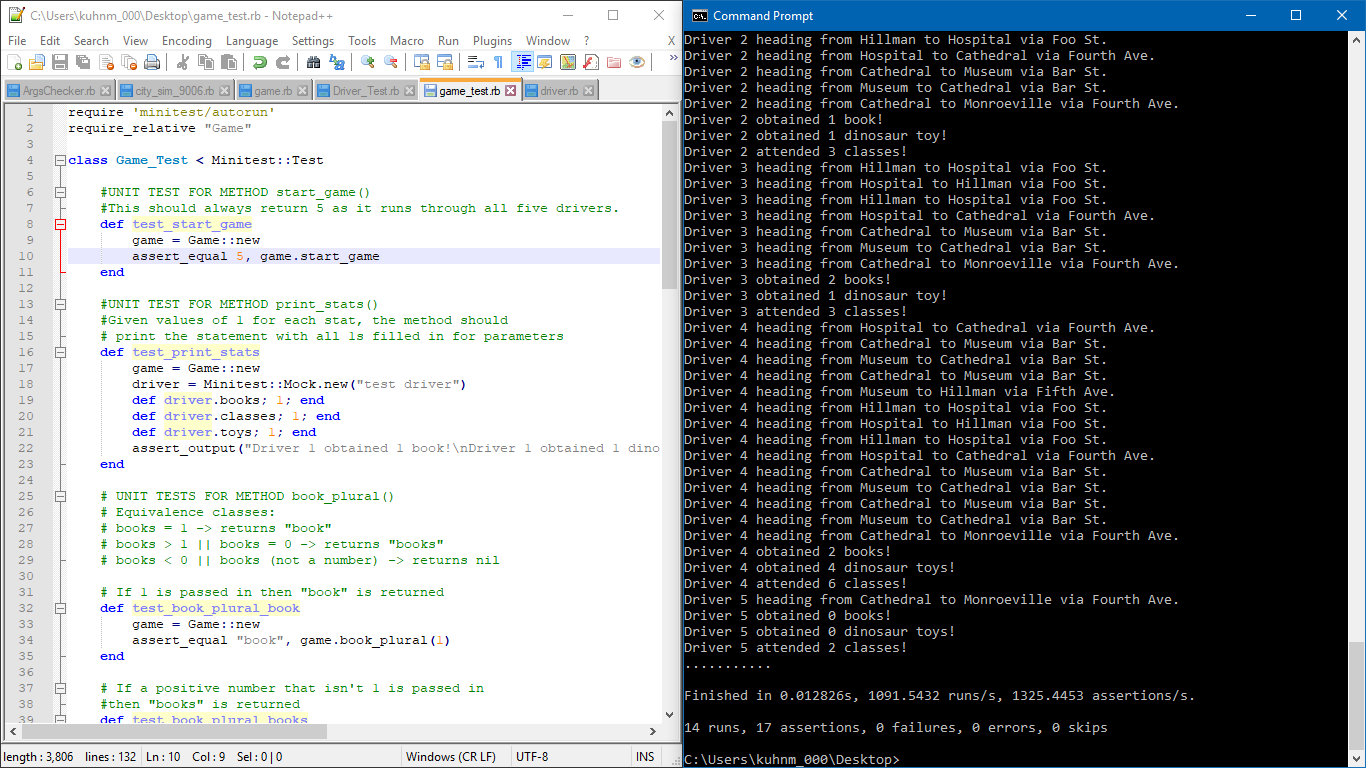 C:\Users\kuhnm_000\Desktop\game_test.rb - Notepad++
File Edit Search View Encoding Language Settings Tools Macro Run Plugins Window ? X
ArgsChecker.rb city_sim_9006.rb game.rb Driver_Test.rb game_test.rb driver.rb
1 require 'minitest/autorun'
2 require_relative "Game"
3
4 class Game_Test < Minitest::Test
5
6 #UNIT TEST FOR METHOD start_game()
7 #This should always return 5 as it runs through all five drivers.
8 def test_start_game
9 game = Game::new
10 assert_equal 5, game.start_game
11 end
12
13 #UNIT TEST FOR METHOD print_stats()
14 #Given values of 1 for each stat, the method should
15 # print the statement with all 1s filled in for parameters
16 def test_print_stats
17 game = Game::new
18 driver = Minitest::Mock.new("test driver")
19 def driver.books; 1; end
20 def driver.classes; 1; end
21 def driver.toys; 1; end
22 assert_output("Driver 1 obtained 1 book!\nDriver 1 obtained 1 dino
23 end
24
25 # UNIT TESTS FOR METHOD book_plural()
26 # Equivalence classes:
27 # books = 1 -> returns "book"
28 # books > 1 || books = 0 -> returns "books"
29 # books < 0 || books (not a number) -> returns nil
30
31 # If 1 is passed in then "book" is returned
32 def test_book_plural_book
33 game = Game::new
34 assert_equal "book", game.book_plural(1)
35 end
36
37 # If a positive number that isn't 1 is passed in
38 #then "books" is returned
39 def test_book_plural_books
length : 3,806 lines : 132 Ln : 10 Col : 9 Sel : 0 | 0 Windows (CR LF) UTF-8 INS
Command Prompt
Driver 2 heading from Hillman to Hospital via Foo St.
Driver 2 heading from Hospital to Cathedral via Fourth Ave.
Driver 2 heading from Cathedral to Museum via Bar St.
Driver 2 heading from Museum to Cathedral via Bar St.
Driver 2 heading from Cathedral to Monroeville via Fourth Ave.
Driver 2 obtained 1 book!
Driver 2 obtained 1 dinosaur toy!
Driver 2 attended 3 classes!
Driver 3 heading from Hillman to Hospital via Foo St.
Driver 3 heading from Hospital to Hillman via Foo St.
Driver 3 heading from Hillman to Hospital via Foo St.
Driver 3 heading from Hospital to Cathedral via Fourth Ave.
Driver 3 heading from Cathedral to Museum via Bar St.
Driver 3 heading from Museum to Cathedral via Bar St.
Driver 3 heading from Cathedral to Monroeville via Fourth Ave.
Driver 3 obtained 2 books!
Driver 3 obtained 1 dinosaur toy!
Driver 3 attended 3 classes!
Driver 4 heading from Hospital to Cathedral via Fourth Ave.
Driver 4 heading from Cathedral to Museum via Bar St.
Driver 4 heading from Museum to Cathedral via Bar St.
Driver 4 heading from Cathedral to Museum via Bar St.
Driver 4 heading from Museum to Hillman via Fifth Ave.
Driver 4 heading from Hillman to Hospital via Foo St.
Driver 4 heading from Hospital to Hillman via Foo St.
Driver 4 heading from Hillman to Hospital via Foo St.
Driver 4 heading from Hospital to Cathedral via Fourth Ave.
Driver 4 heading from Cathedral to Museum via Bar St.
Driver 4 heading from Museum to Cathedral via Bar St.
Driver 4 heading from Cathedral to Museum via Bar St.
Driver 4 heading from Museum to Cathedral via Bar St.
Driver 4 heading from Cathedral to Monroeville via Fourth Ave.
Driver 4 obtained 2 books!
Driver 4 obtained 4 dinosaur toys!
Driver 4 attended 6 classes!
Driver 5 heading from Cathedral to Monroeville via Fourth Ave.
Driver 5 obtained 0 books!
Driver 5 obtained 0 dinosaur toys!
Driver 5 attended 2 classes!
...........
Finished in 0.012826s, 1091.5432 runs/s, 1325.4453 assertions/s.
14 runs, 17 assertions, 0 failures, 0 errors, 0 skips
C:\Users\kuhnm_000\Desktop>